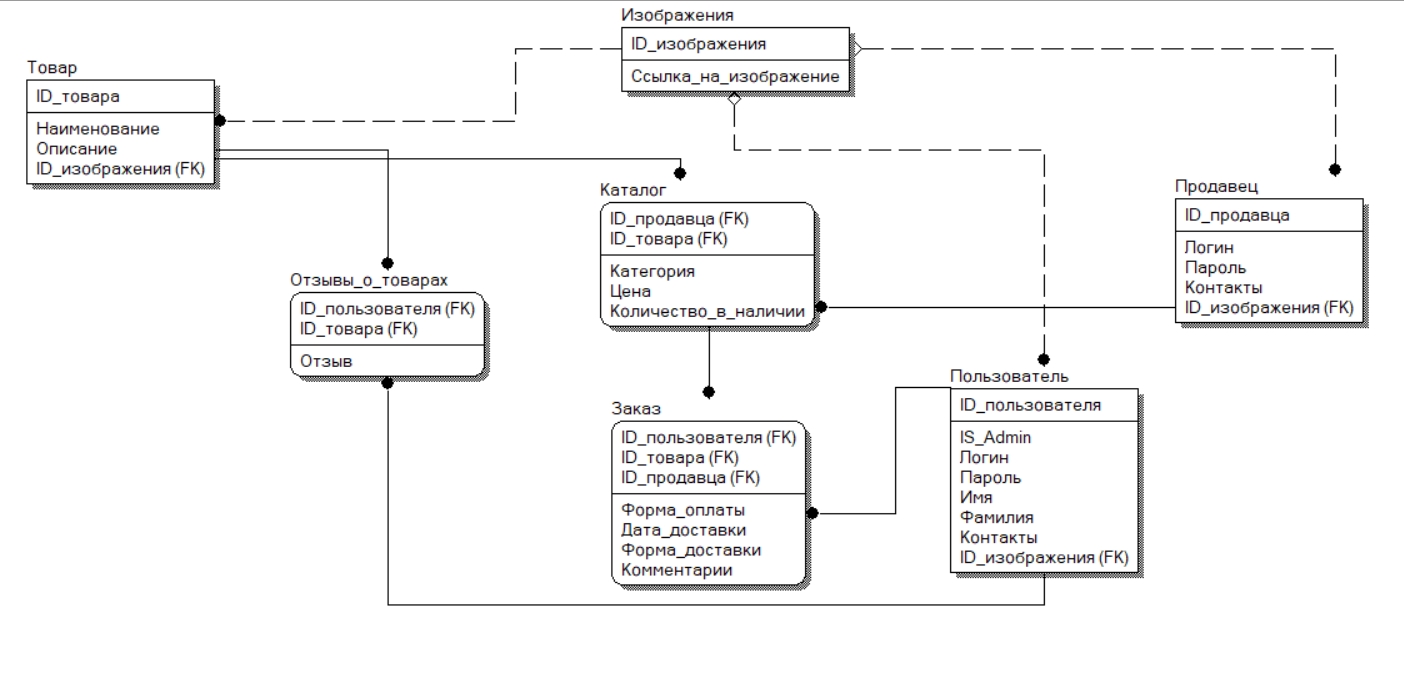 Изображения
ID_изображения
Ссылка_на_изображение
Товар
ID_товара
Наименование
Описание
ID_изображения (FK)
Каталог
ID_продавца (FK)
ID_товара (FK)
Категория
Цена
Количество_в_наличии
Продавец
ID_продавца
Логин
Пароль
Контакты
ID_изображения (FK)
Отзывы_о_товарах
ID_пользователя (FK)
ID_товара (FK)
Отзыв
Заказ
ID_пользователя (FK)
ID_товара (FK)
ID_продавца (FK)
Форма_оплаты
Дата_доставки
Форма_доставки
Комментарии
Пользователь
ID_пользователя
IS_Admin
Логин
Пароль
Имя
Фамилия
Контакты
ID_изображения (FK)